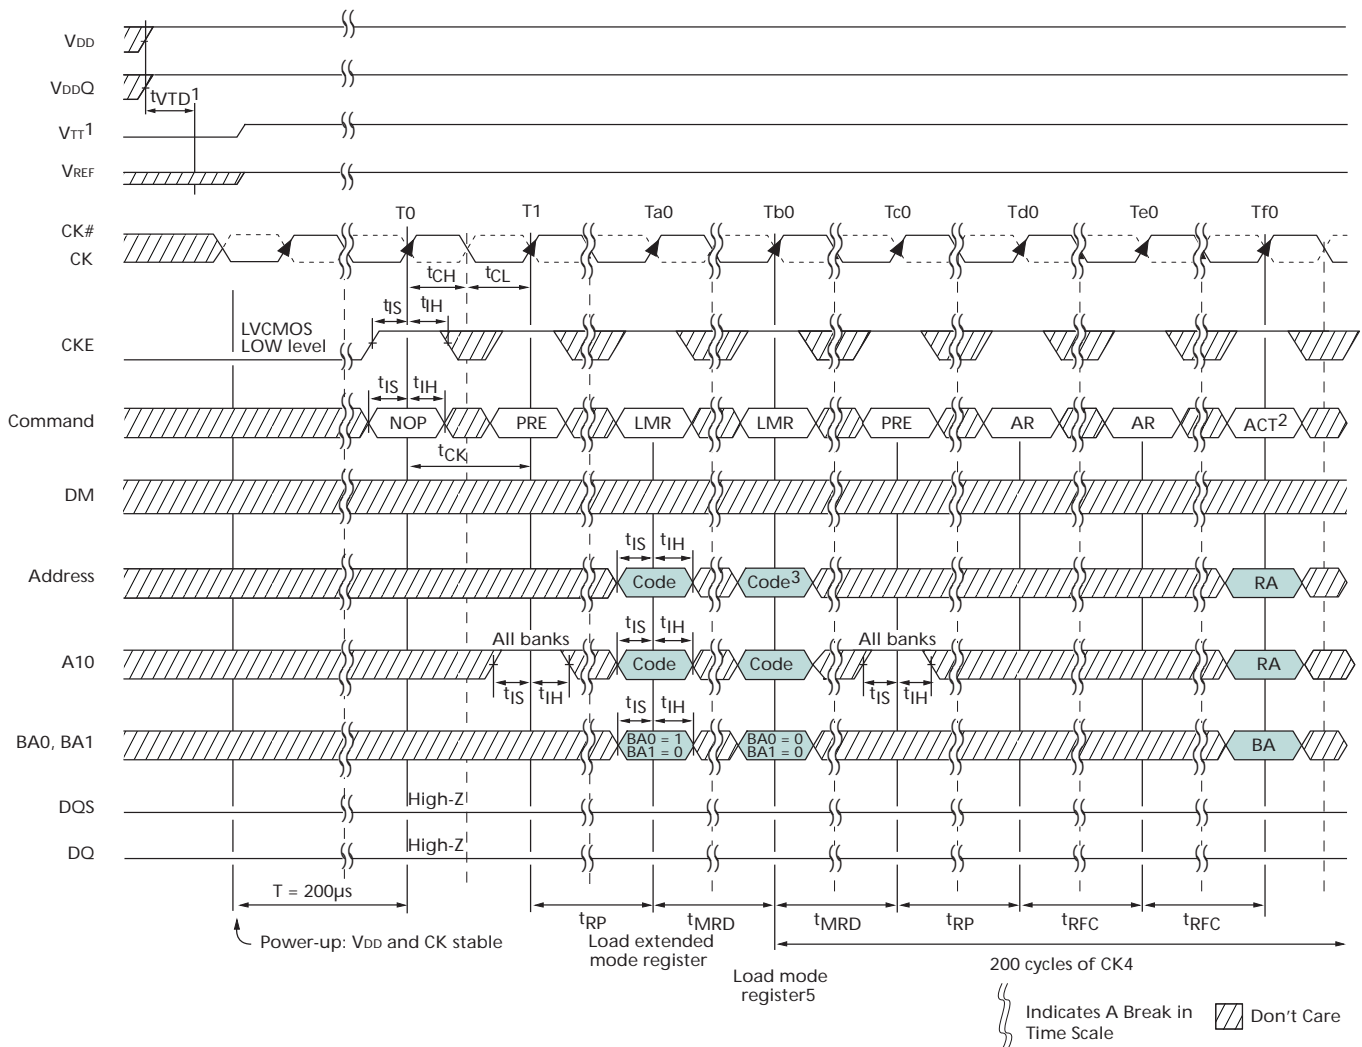 VDD
VDDQ
tVTD1
VTT1
VREF
T0 T1 Ta0 Tb0 Tc0 Td0 Te0 Tf0
CK#
CK
tCH tCL
tIS tIH
LVCMOS
LOW level
CKE
tIS tIH
Command NOP PRE LMR LMR PRE AR AR ACT2
tCK
DM
tIS tIH
Address Code Code3 RA
tIS tIH
All banks All banks
A10 Code Code RA
tIS tIH tIS tIH
tIS tIH
BA0, BA1 BA0 = 1 BA0 = 0 BA
BA1 = 0 BA1 = 0
High-Z
DQS
High-Z
DQ
T = 200µs
tRP tMRD tMRD tRP tRFC tRFC
Power-up: VDD and CK stable
Load extended
mode register
200 cycles of CK4
Load mode
register5
Indicates A Break in
Time Scale
Don't Care